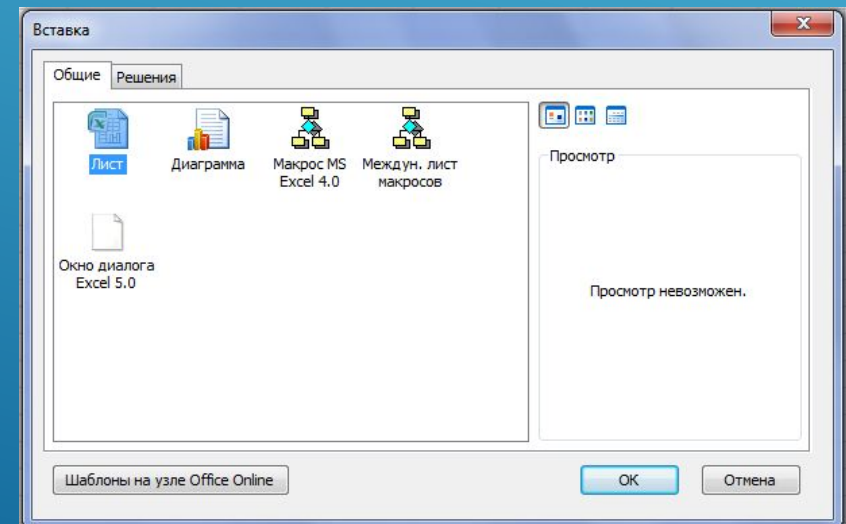 Вставка
Общие Решения
Лист Диаграмма Макрос MS Междун. лист
Excel 4.0 макросов
Окно диалога
Excel 5.0
Просмотр
Просмотр невозможен.
Шаблоны на узле Office Online ОК Отмена